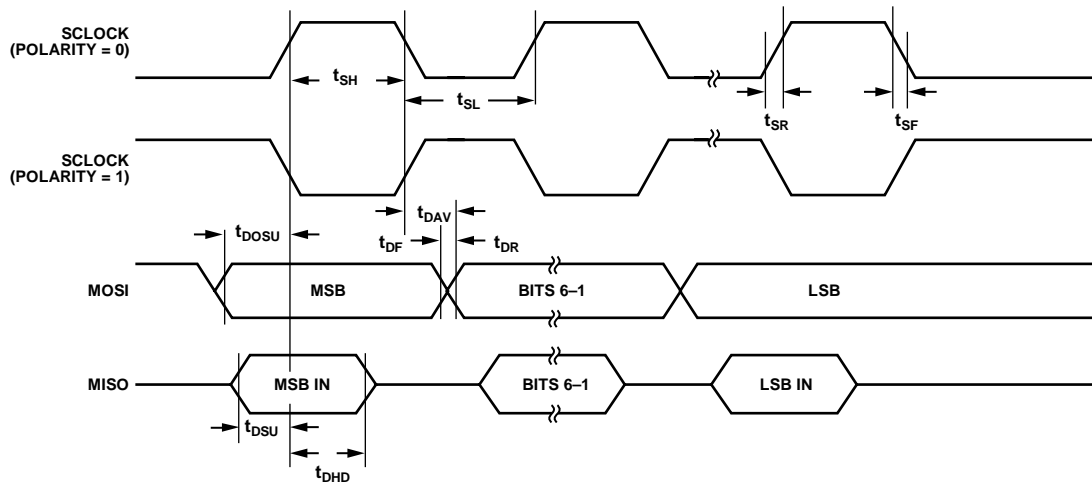 SCLOCK
(POLARITY = 0)
tSH
tSL
tSR
tSF
SCLOCK
(POLARITY = 1)
tDAV
tDOSU
tDF
tDR
MOSI
MSB
BITS 6–1
LSB
MISO
MSB IN
BITS 6–1
LSB IN
tDSU
tDHD